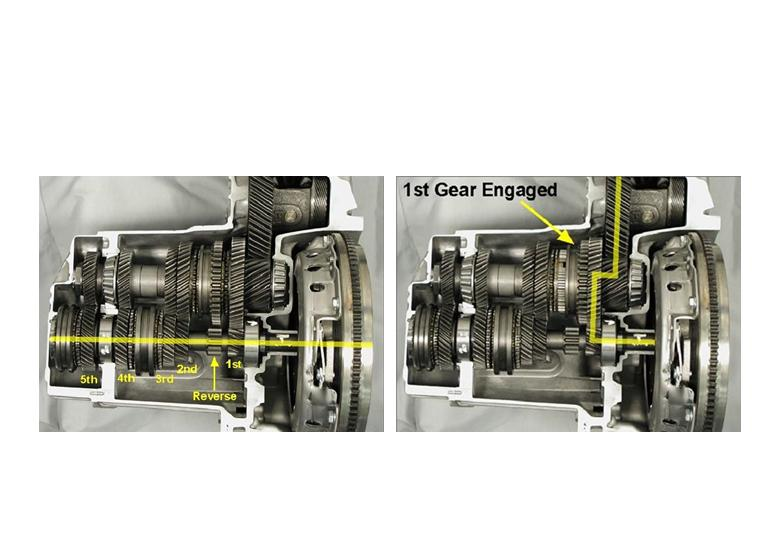 5th
4th
3rd
2nd
1st
Reverse
1st Gear Engaged